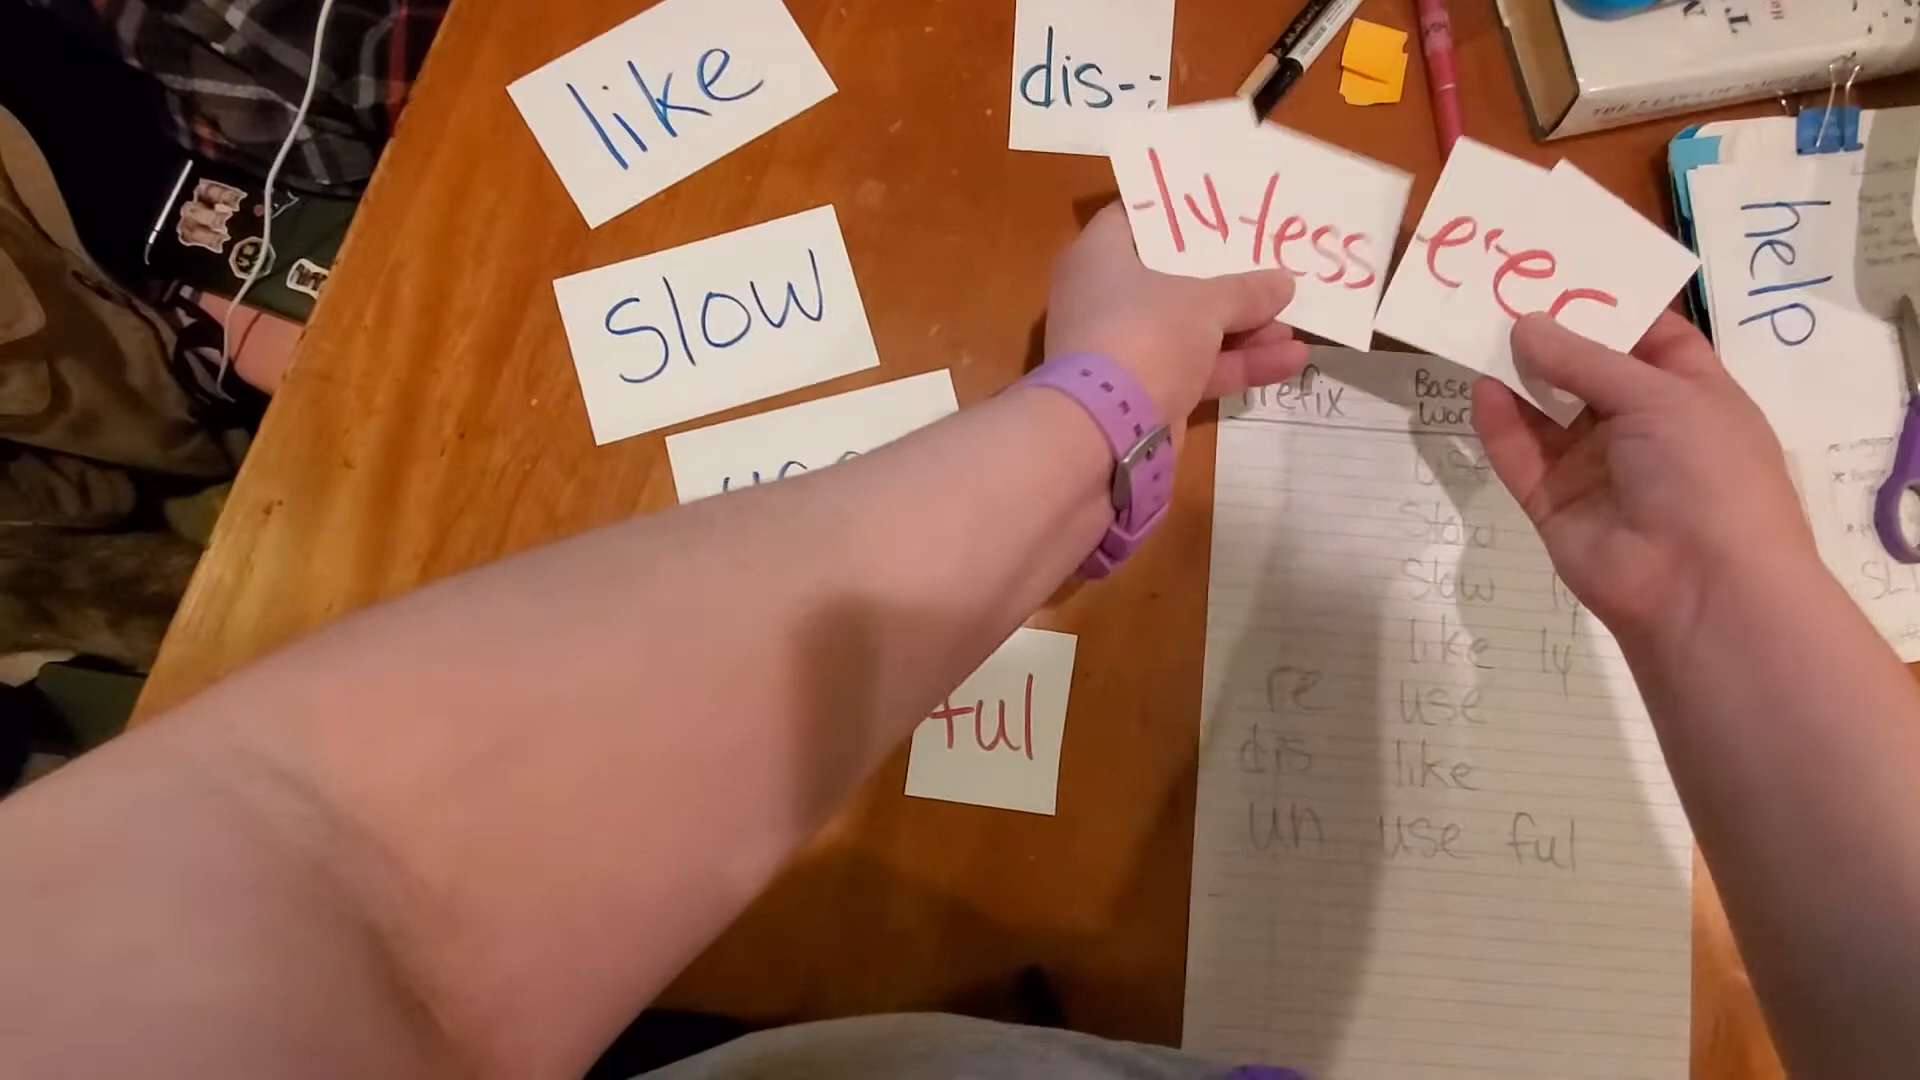 like
dis-
slow
-ly -less
-er
help
ful
Prefix Base
Word
use
Slow
Slow ly
like ly
re use
dis like
un use ful